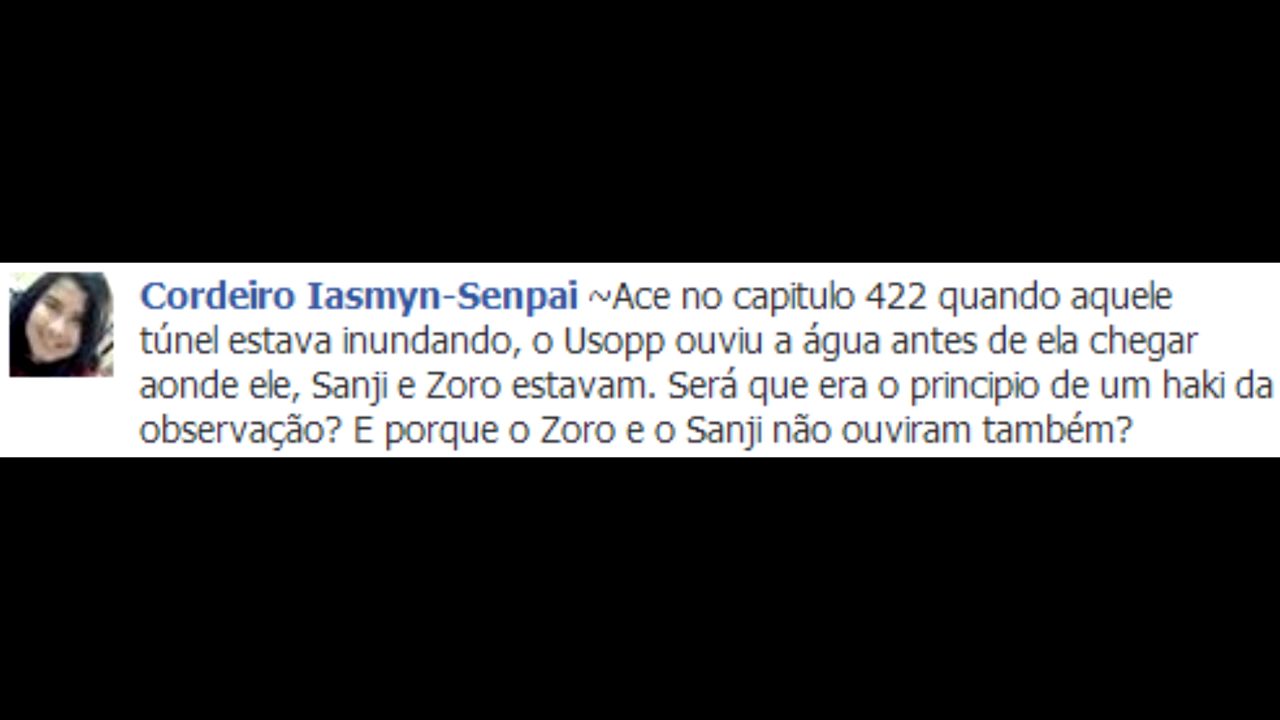 Cordeiro Iasmyn-Senpai ~Ace no capitulo 422 quando aquele
túnel estava inundando, o Usopp ouviu a água antes de ela chegar
aonde ele, Sanji e Zoro estavam. Será que era o principio de um haki da
observação? E porque o Zoro e o Sanji não ouviram também?